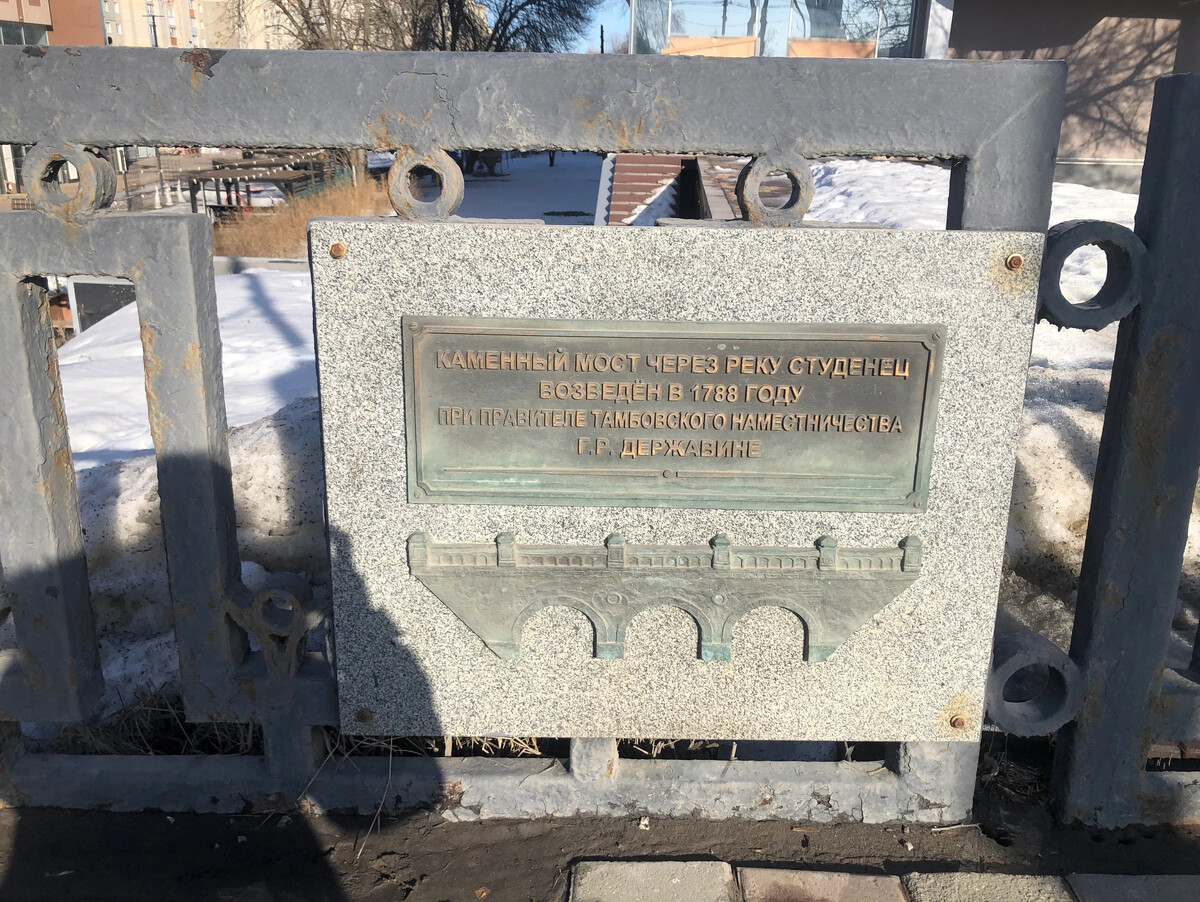 КАМЕННЫЙ МОСТ ЧЕРЕЗ РЕКУ СТУДЕНЕЦ
ВОЗВЕДЁН В 1788 ГОДУ
ПРИ ПРАВИТЕЛЕ ТАМБОВСКОГО НАМЕСТНИЧЕСТВА
Г.Р. ДЕРЖАВИНЕ